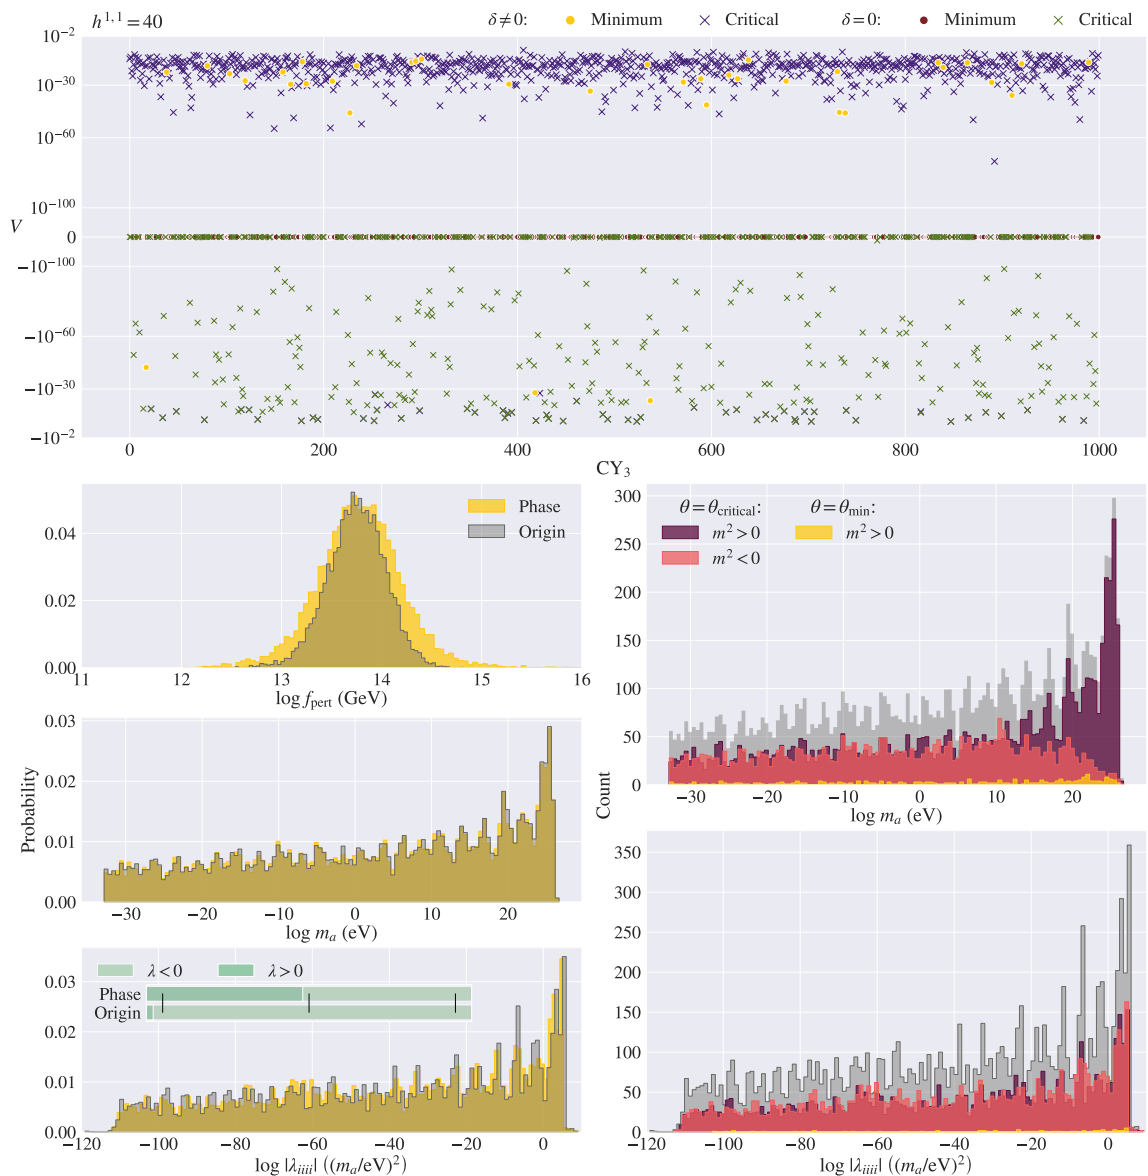 h^{1,1} = 40
δ≠0: Minimum Critical δ=0: Minimum Critical
10^{-2}
10^{-30}
10^{-60}
10^{-100}
V 0
−10^{-100}
−10^{-60}
−10^{-30}
−10^{-2}
0 200 400 600 800 1000
CY_3
Phase
Origin
0.04
0.02
0.00
11 12 13 14 15 16
log f_{pert} (GeV)
0.03
0.02
0.01
0.00
−30 −20 −10 0 10 20
log m_a (eV)
Probability
λ<0 λ>0
Phase
Origin
0.03
0.02
0.01
0.00
−120 −100 −80 −60 −40 −20 0
log |λ_{iiii}| ((m_a/eV)^2)
θ=θ_{critical}: θ=θ_{min}:
m^2>0 m^2>0
m^2<0
300
250
200
150
100
50
0
−30 −20 −10 0 10 20
log m_a (eV)
Count
350
300
250
200
150
100
50
0
−120 −100 −80 −60 −40 −20 0
log |λ_{iiii}| ((m_a/eV)^2)